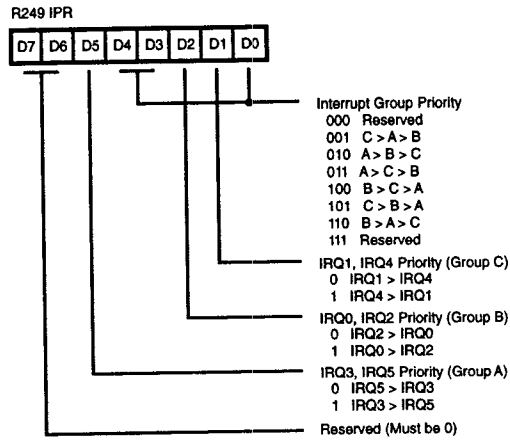 R249 IPR
D7 D6 D5 D4 D3 D2 D1 D0
Interrupt Group Priority
000 Reserved
001 C > A > B
010 A > B > C
011 A > C > B
100 B > C > A
101 C > B > A
110 B > A > C
111 Reserved
IRQ1, IRQ4 Priority (Group C)
0 IRQ1 > IRQ4
1 IRQ4 > IRQ1
IRQ0, IRQ2 Priority (Group B)
0 IRQ2 > IRQ0
1 IRQ0 > IRQ2
IRQ3, IRQ5 Priority (Group A)
0 IRQ5 > IRQ3
1 IRQ3 > IRQ5
Reserved (Must be 0)